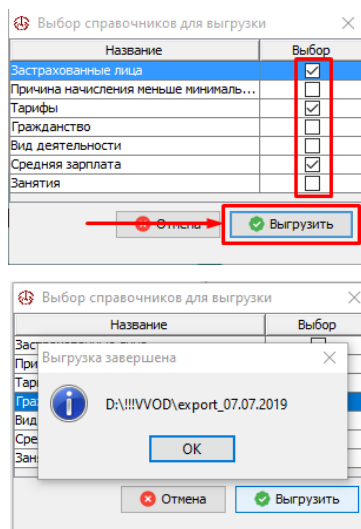 Выбор справочников для выгрузки
Название Выбор
Застрахованные лица
Причина начисления меньше минималь...
Тарифы
Гражданство
Вид деятельности
Средняя зарплата
Занятия
Отмена Выгрузить
Выбор справочников для выгрузки
Название Выбор
Выгрузка завершена
D:\!!!VVOD\export_07.07.2019
OK
Отмена Выгрузить